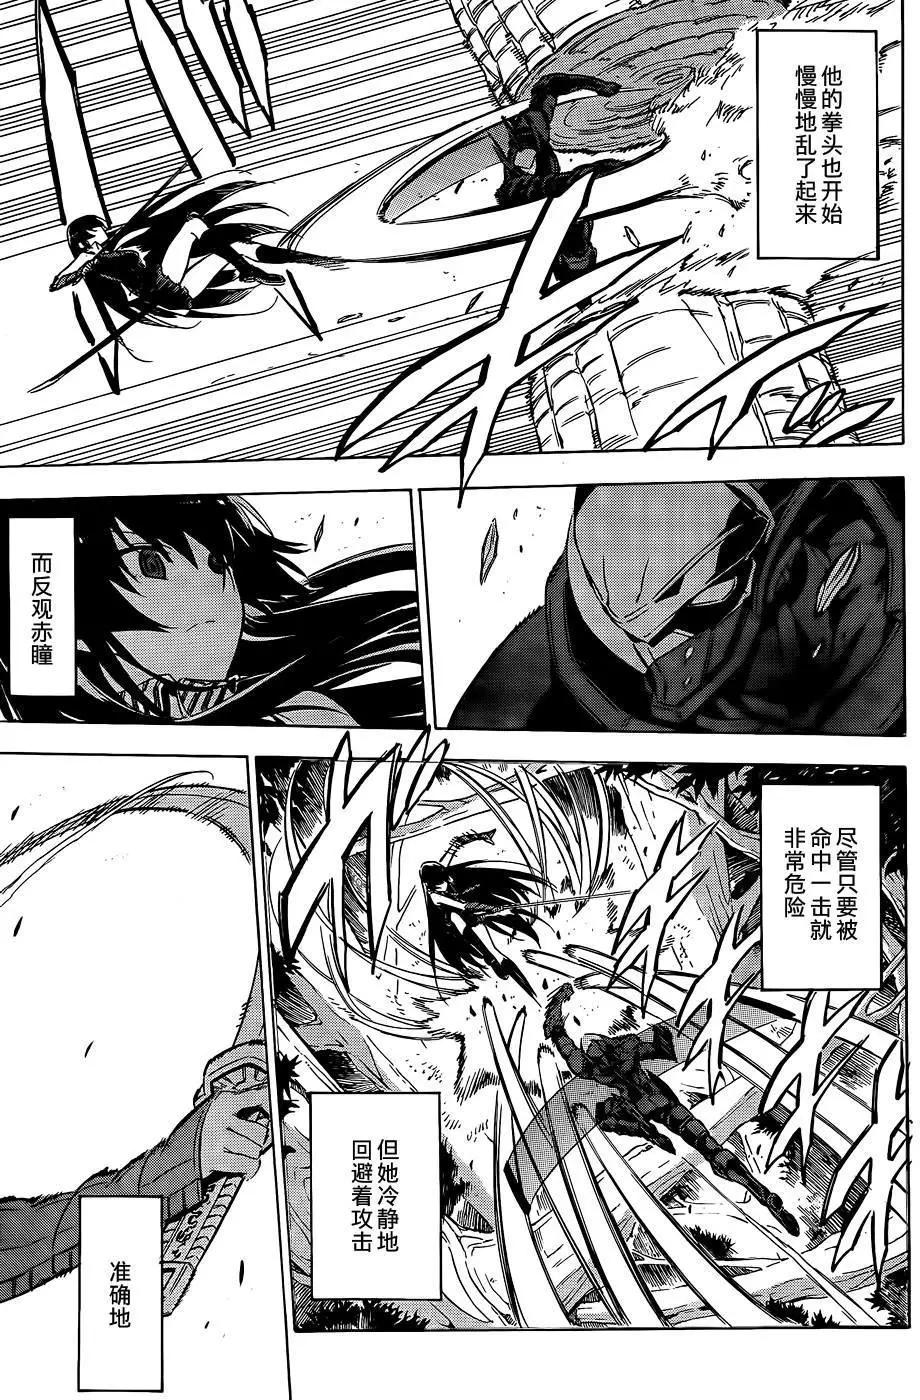 他的拳头也开始
慢慢地乱了起来
而反观赤瞳
尽管只要被
命中一击就
非常危险
但她冷静地
回避着攻击
准确地